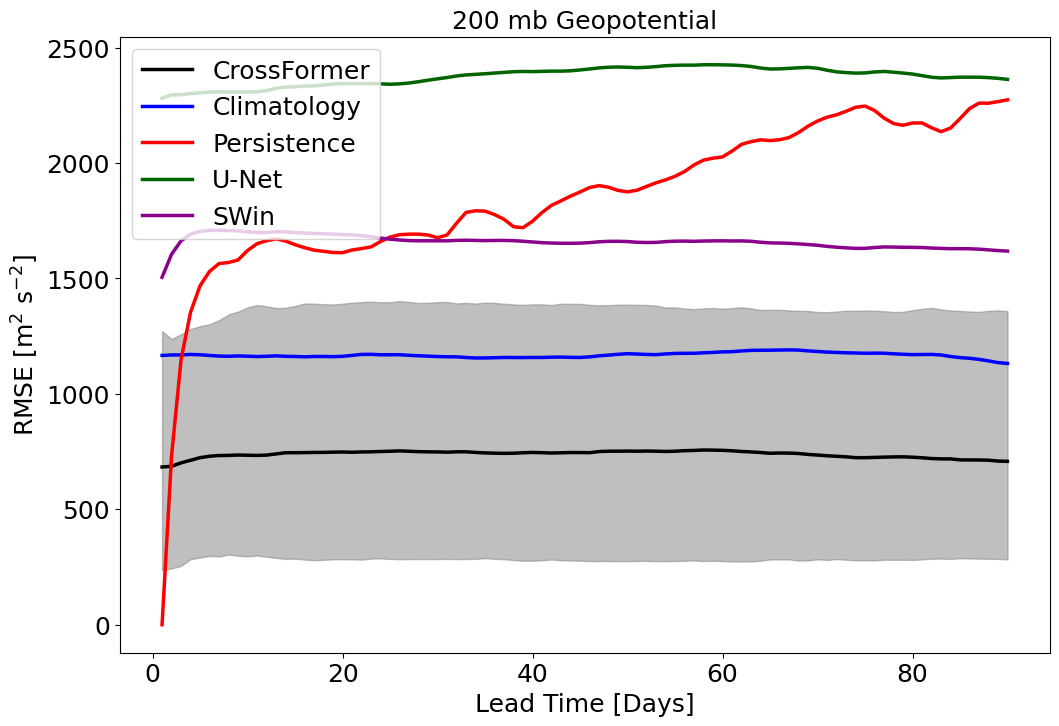 200 mb Geopotential
2500
2000
1500
1000
500
0
RMSE [m² s⁻²]
CrossFormer
Climatology
Persistence
U-Net
SWin
0 20 40 60 80
Lead Time [Days]